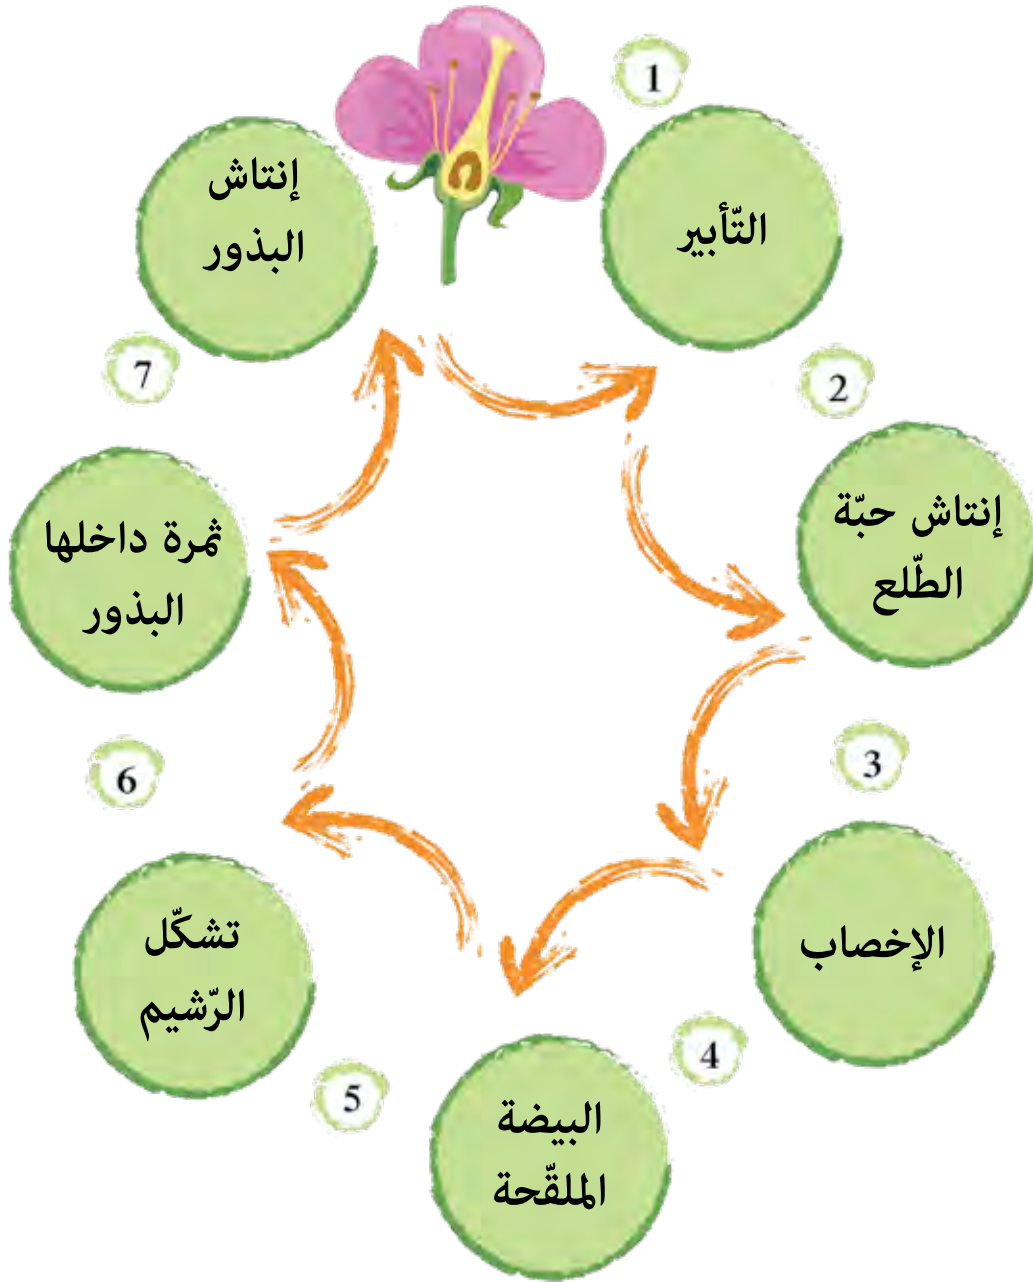 1
التّأبير
2
إنتاش حبّة
الطّلع
3
الإخصاب
4
البيضة
الملقّحة
5
تشكّل
الرّشيم
6
ثمرة داخلها
البذور
7
إنتاش
البذور